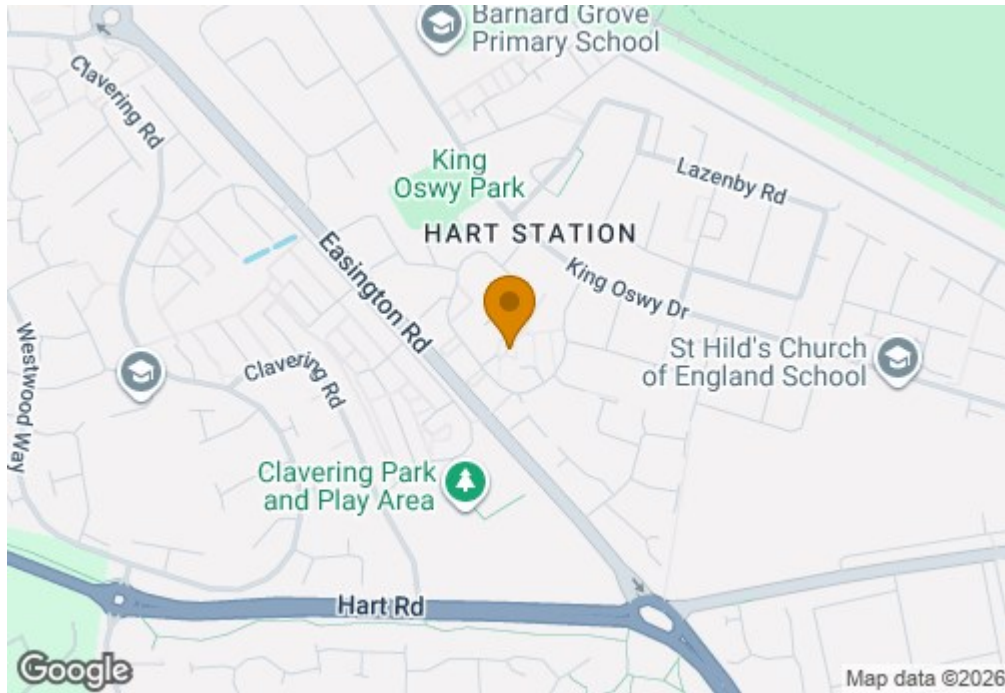 Barnard Grove
Primary School
Clavering Rd
King
Oswy Park
Lazenby Rd
HART STATION
Easington Rd
King Oswy Dr
Westwood Way
Clavering Rd
St Hild's Church
of England School
Clavering Park
and Play Area
Hart Rd
Google
Map data ©2026